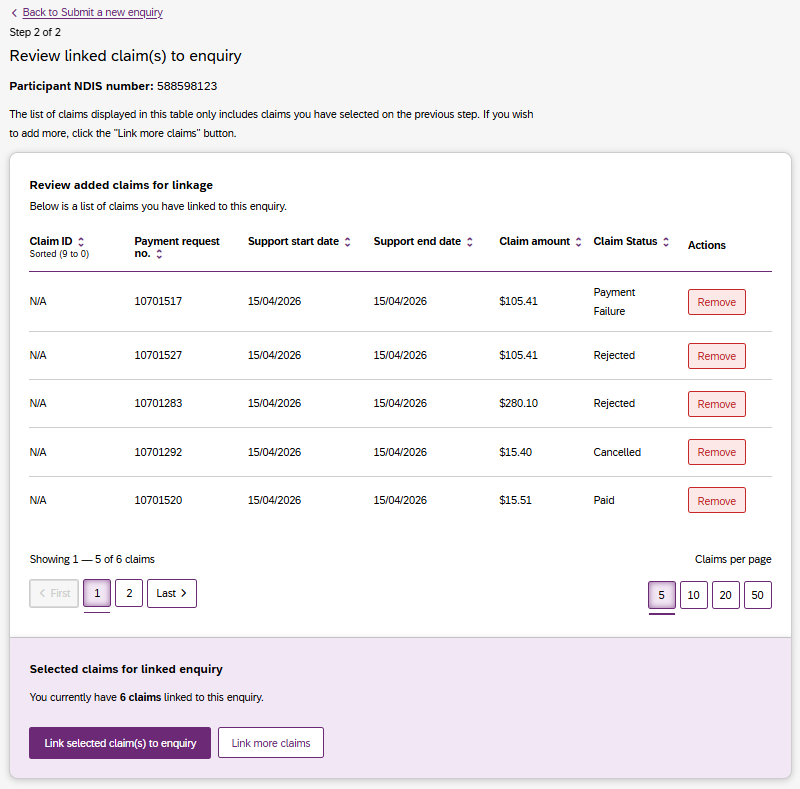 Back to Submit a new enquiry
Step 2 of 2
Review linked claim(s) to enquiry
Participant NDIS number: 588598123
The list of claims displayed in this table only includes claims you have selected on the previous step. If you wish
to add more, click the "Link more claims" button.
Review added claims for linkage
Below is a list of claims you have linked to this enquiry.
Claim ID Payment request no. Support start date Support end date Claim amount Claim Status Actions
Sorted (9 to 0)
N/A 10701517 15/04/2026 15/04/2026 $105.41 Payment Failure Remove
N/A 10701527 15/04/2026 15/04/2026 $105.41 Rejected Remove
N/A 10701283 15/04/2026 15/04/2026 $280.10 Rejected Remove
N/A 10701292 15/04/2026 15/04/2026 $15.40 Cancelled Remove
N/A 10701520 15/04/2026 15/04/2026 $15.51 Paid Remove
Showing 1 — 5 of 6 claims Claims per page
First 1 2 Last 5 10 20 50
Selected claims for linked enquiry
You currently have 6 claims linked to this enquiry.
Link selected claim(s) to enquiry Link more claims